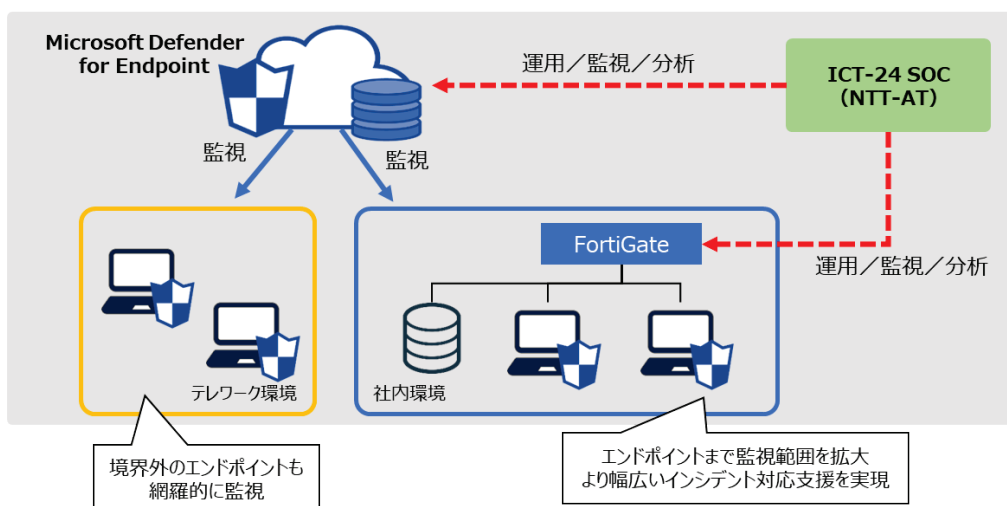 Microsoft Defender
for Endpoint
運用／監視／分析
ICT-24 SOC
（NTT-AT）
監視
監視
FortiGate
運用／監視／分析
テレワーク環境
社内環境
境界外のエンドポイントも
網羅的に監視
エンドポイントまで監視範囲を拡大
より幅広いインシデント対応支援を実現